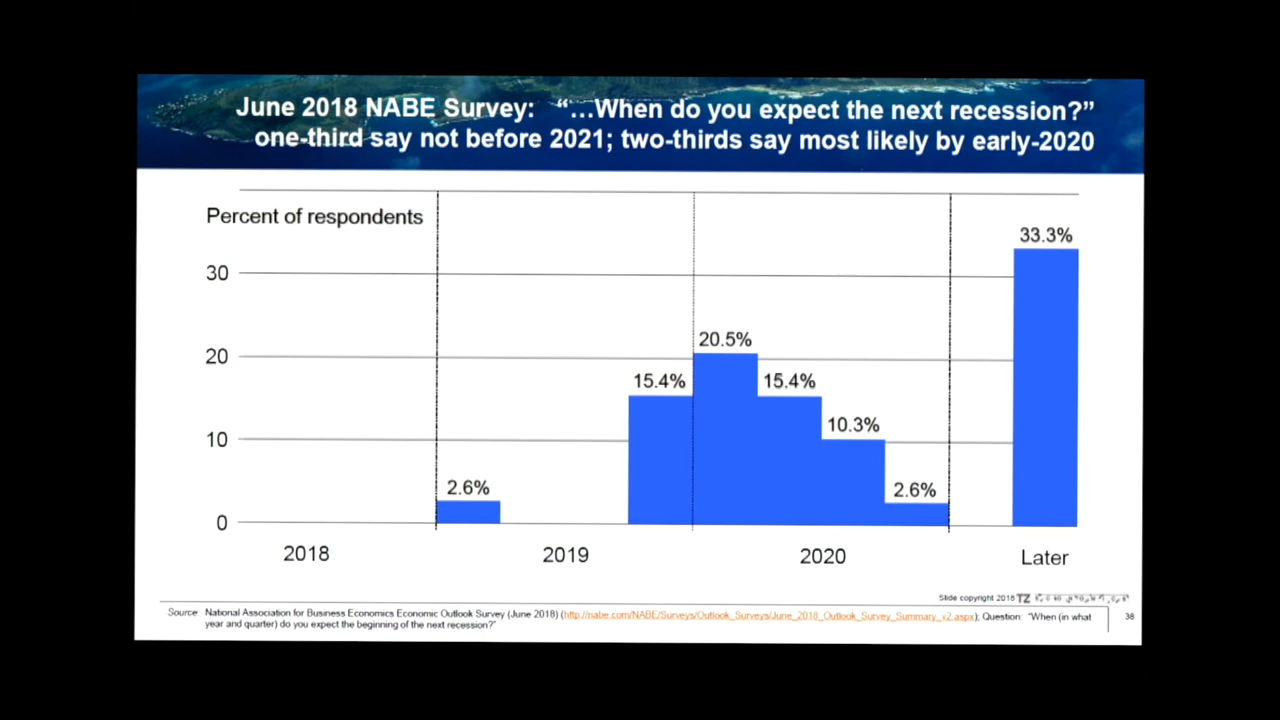 June 2018 NABE Survey: “…When do you expect the next recession?”
one-third say not before 2021; two-thirds say most likely by early-2020
Percent of respondents
33.3%
30
20.5%
20
15.4%
15.4%
10.3%
10
2.6%
2.6%
0
2018
2019
2020
Later
Slide copyright 2018 TZ
Source: National Association for Business Economics Economic Outlook Survey (June 2018) (http://nabe.com/NABE/Surveys/Outlook_Surveys/June_2018_Outlook_Survey_Summary_v2.aspx); Question: “When (in what
year and quarter) do you expect the beginning of the next recession?”
38